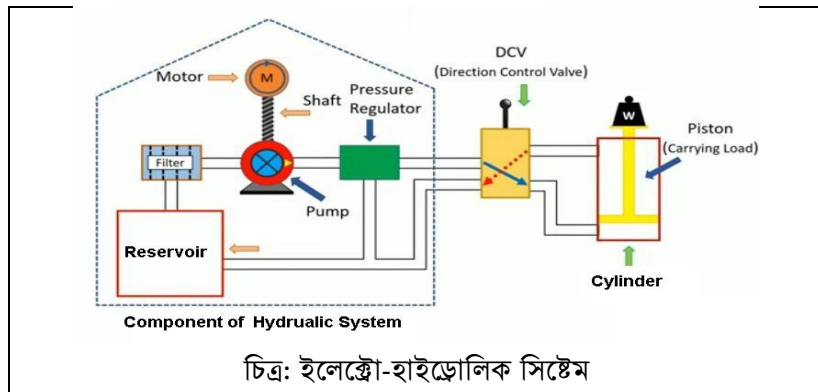 DCV
(Direction Control Valve)
Motor
M
Shaft
Pressure
Regulator
W
Piston
(Carrying Load)
Filter
Pump
Reservoir
Cylinder
Component of Hydrualic System
চিত্র: ইলেক্ট্রো-হাইড্রোলিক সিষ্টেম